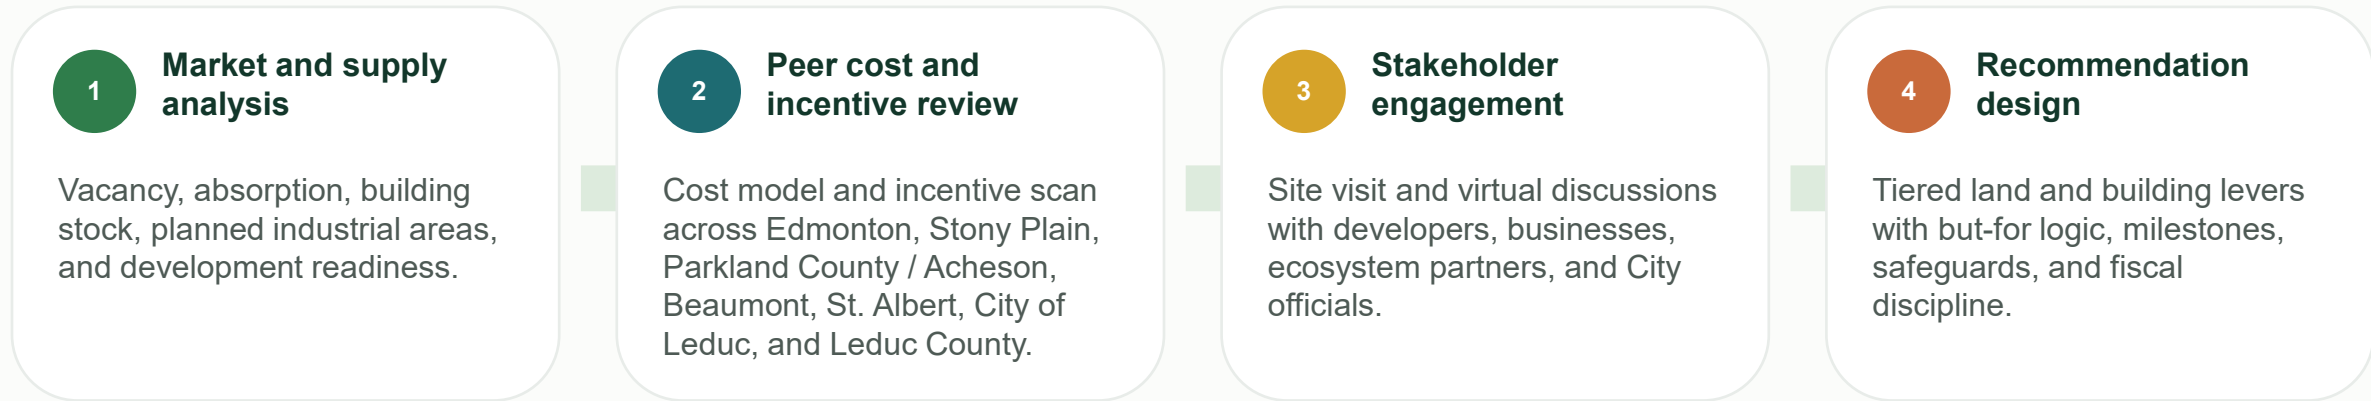 1
Market and supply
analysis
Vacancy, absorption, building
stock, planned industrial areas,
and development readiness.
2
Peer cost and
incentive review
Cost model and incentive scan
across Edmonton, Stony Plain,
Parkland County / Acheson,
Beaumont, St. Albert, City of
Leduc, and Leduc County.
3
Stakeholder
engagement
Site visit and virtual discussions
with developers, businesses,
ecosystem partners, and City
officials.
4
Recommendation
design
Tiered land and building levers
with but-for logic, milestones,
safeguards, and fiscal
discipline.